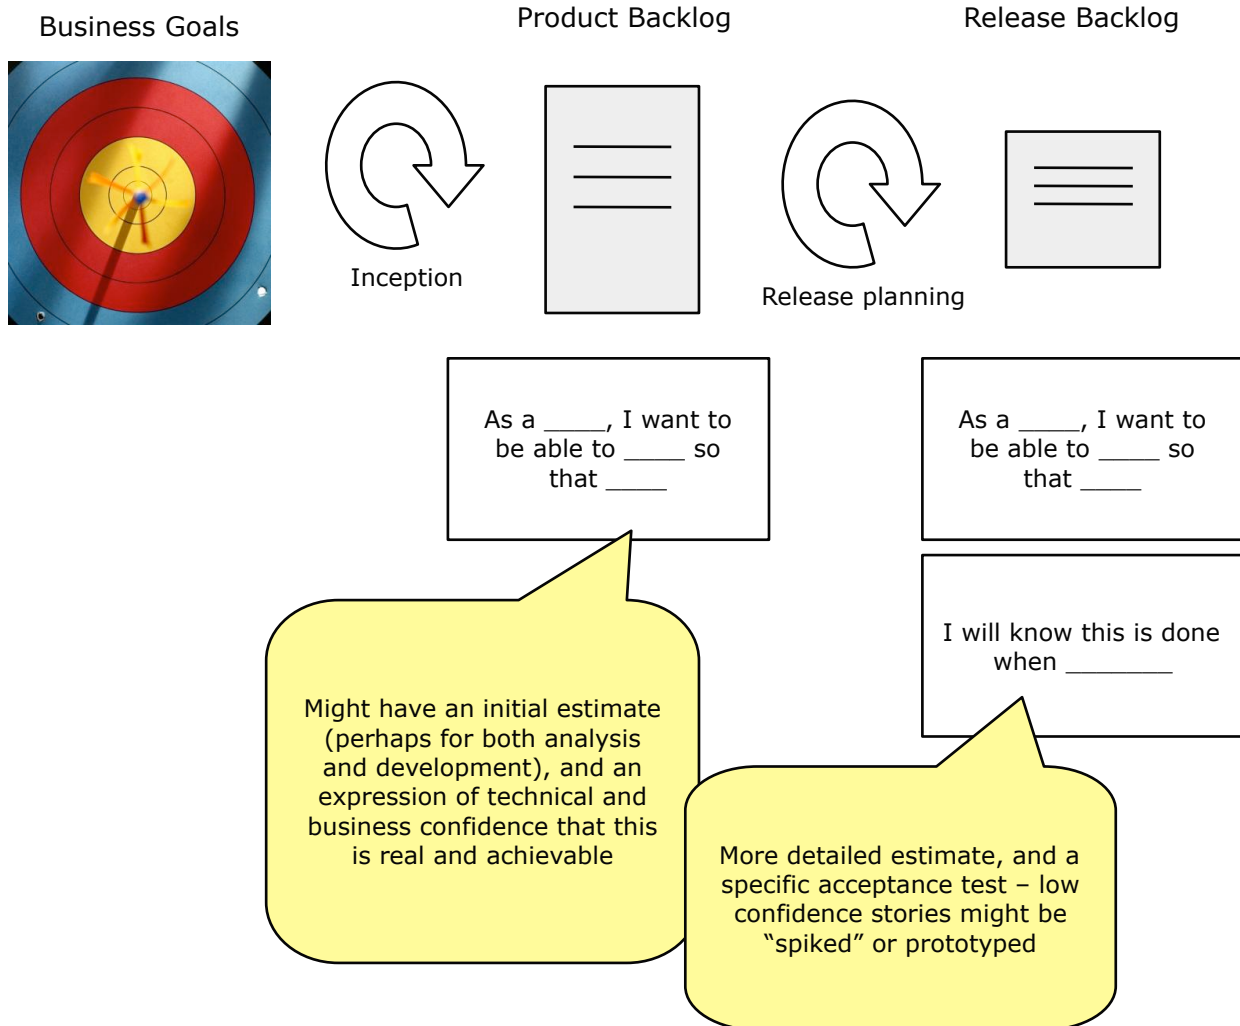 Business Goals
Product Backlog
Release Backlog
Inception
Release planning
As a _____, I want to
be able to _____ so
that _____
As a _____, I want to
be able to _____ so
that _____
I will know this is done
when _______
Might have an initial estimate
(perhaps for both analysis
and development), and an
expression of technical and
business confidence that this
is real and achievable
More detailed estimate, and a
specific acceptance test – low
confidence stories might be
“spiked” or prototyped